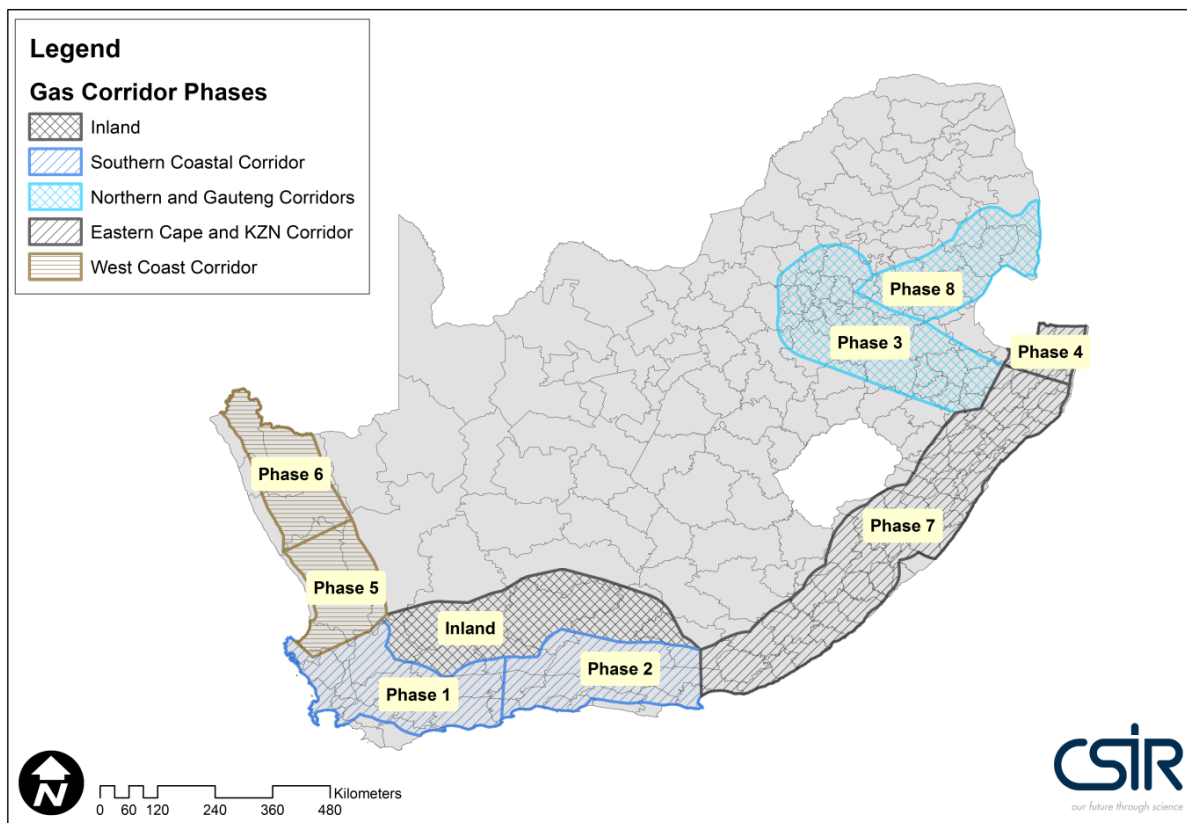 Legend
Gas Corridor Phases
Inland
Southern Coastal Corridor
Northern and Gauteng Corridors
Eastern Cape and KZN Corridor
West Coast Corridor
Phase 8
Phase 3
Phase 4
Phase 6
Phase 7
Phase 5
Inland
Phase 2
Phase 1
N
Kilometers
0 60 120 240 360 480
CSIR
our future through science